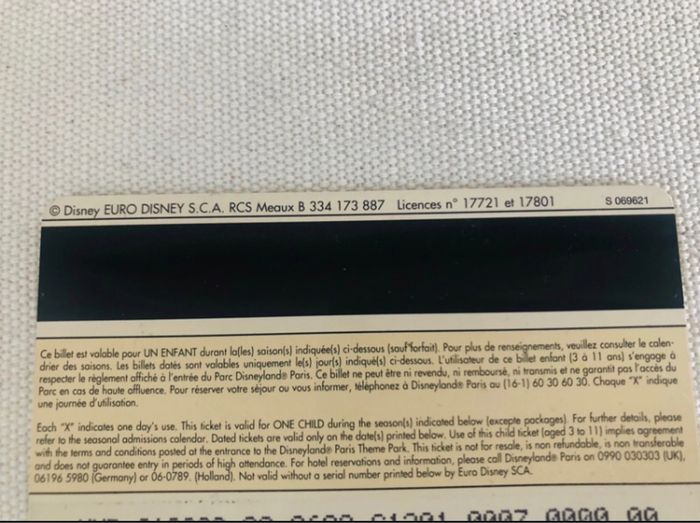 © Disney EURO DISNEY S.C.A. RCS Meaux B 334 173 887 Licences n° 17721 et 17801 S 069621
Ce billet est valable pour UN ENFANT durant la(les) saison(s) indiquée(s) ci-dessous (sauf forfait). Pour plus de renseignements, veuillez consulter le calen-
drier des saisons. Les billets datés sont valables uniquement le(s) jour(s) indiqué(s) ci-dessous. L'utilisateur de ce billet enfant (3 à 11 ans) s'engage à
respecter le règlement affiché à l'entrée du Parc Disneyland® Paris. Ce billet ne peut être ni revendu, ni remboursé, ni transmis et ne garantit pas l'accès du
Parc en cas de haute affluence. Pour réserver votre séjour ou vous informer, téléphonez à Disneyland® Paris au (16-1) 60 30 60 30. Chaque "X" indique
une journée d'utilisation.
Each "X" indicates one day's use. This ticket is valid for ONE CHILD during the season(s) indicated below (excepte packages). For further details, please
refer to the seasonal admissions calendar. Dated tickets are valid only on the date(s) printed below. Use of this child ticket (aged 3 to 11) implies agreement
with the terms and conditions posted at the entrance to the Disneyland® Paris Theme Park. This ticket is not for resale, is non refundable, is non transferable
and does not guarantee entry in periods of high attendance. For hotel reservations and information, please call Disneyland® Paris on 0990 030303 (UK),
06196 5980 (Germany) or 06-0789. (Holland). Not valid without a serial number printed below by Euro Disney SCA.